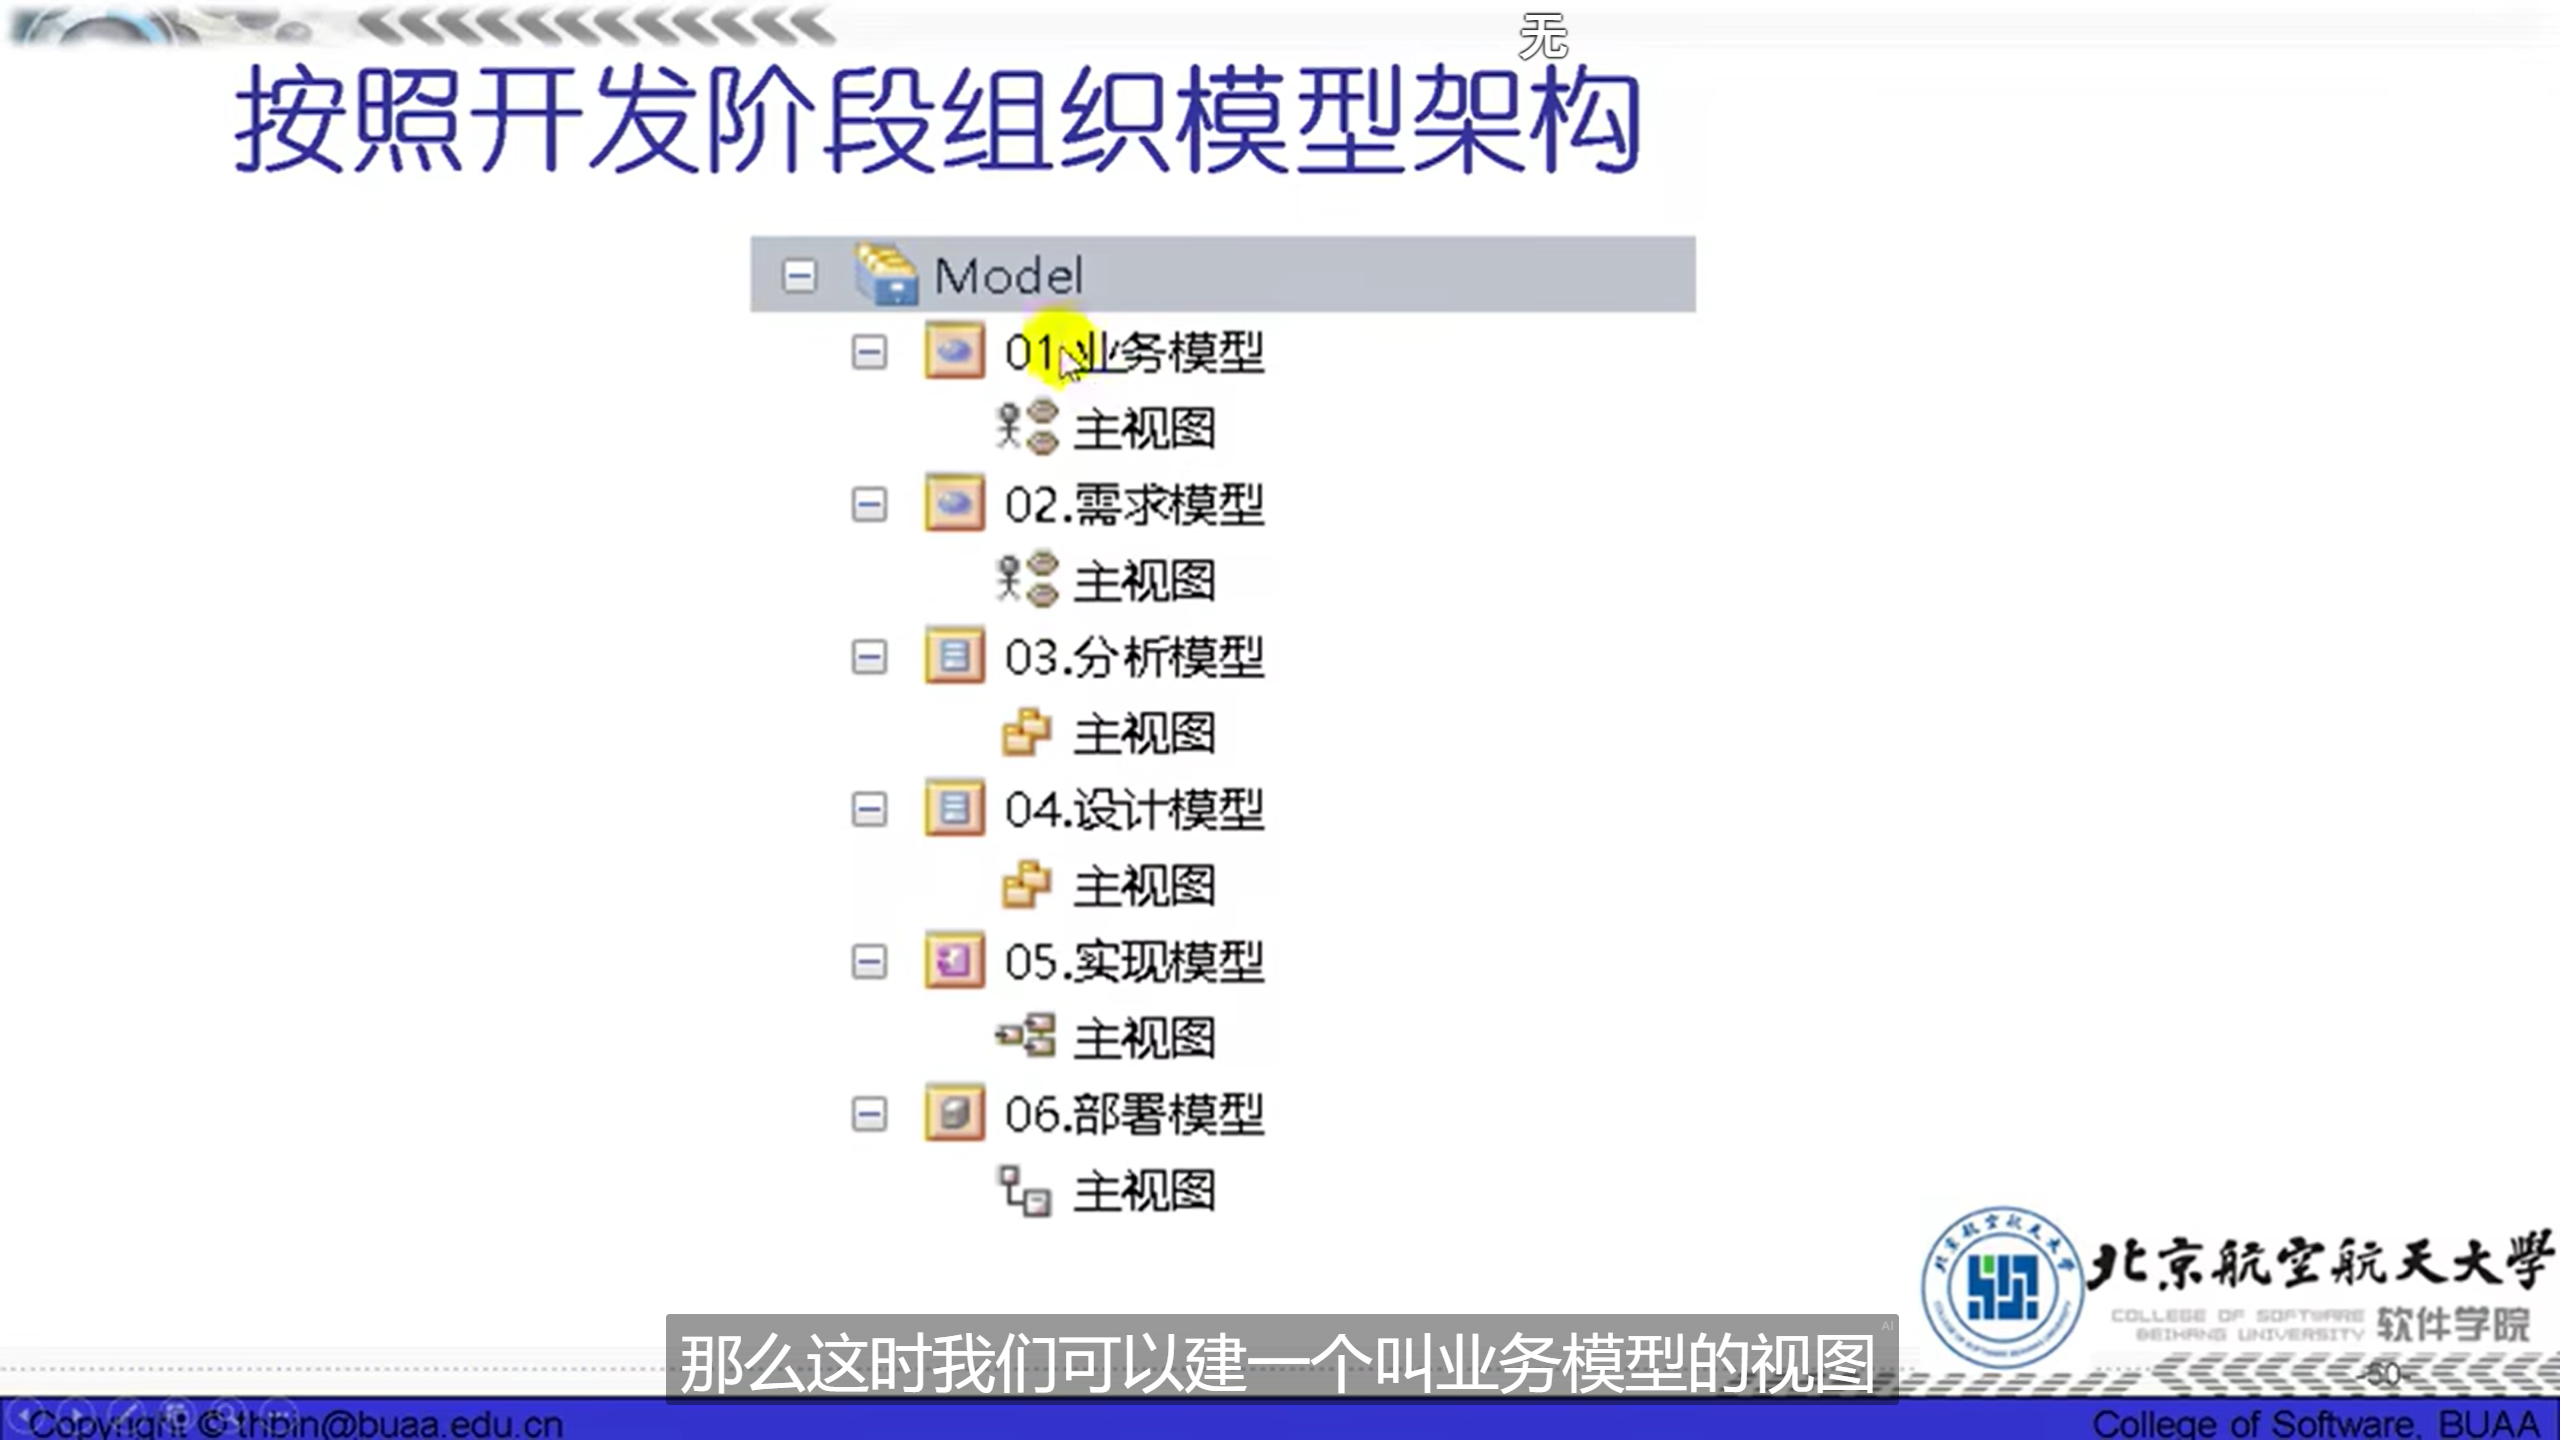 无
按照开发阶段组织模型架构
Model
01.业务模型
主视图
02.需求模型
主视图
03.分析模型
主视图
04.设计模型
主视图
05.实现模型
主视图
06.部署模型
主视图
北京航空航天大學
COLLEGE OF SOFTWARE
BEIHANG UNIVERSITY
软件学院
AI
那么这时我们可以建一个叫业务模型的视图
-50-
Copyright © thbin@buaa.edu.cn
College of Software, BUAA